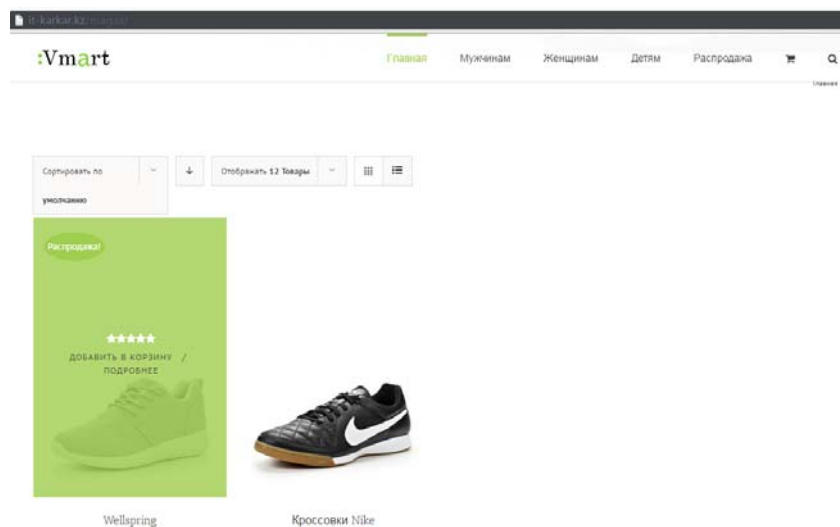 it-karkar.kz/
:Vmart
Главная Мужчинам Женщинам Детям Распродажа
Главная
Сортировать по
умолчанию
Отображать 12 Товары
Распродажа!
ДОБАВИТЬ В КОРЗИНУ /
ПОДРОБНЕЕ
Wellspring
Кроссовки Nike